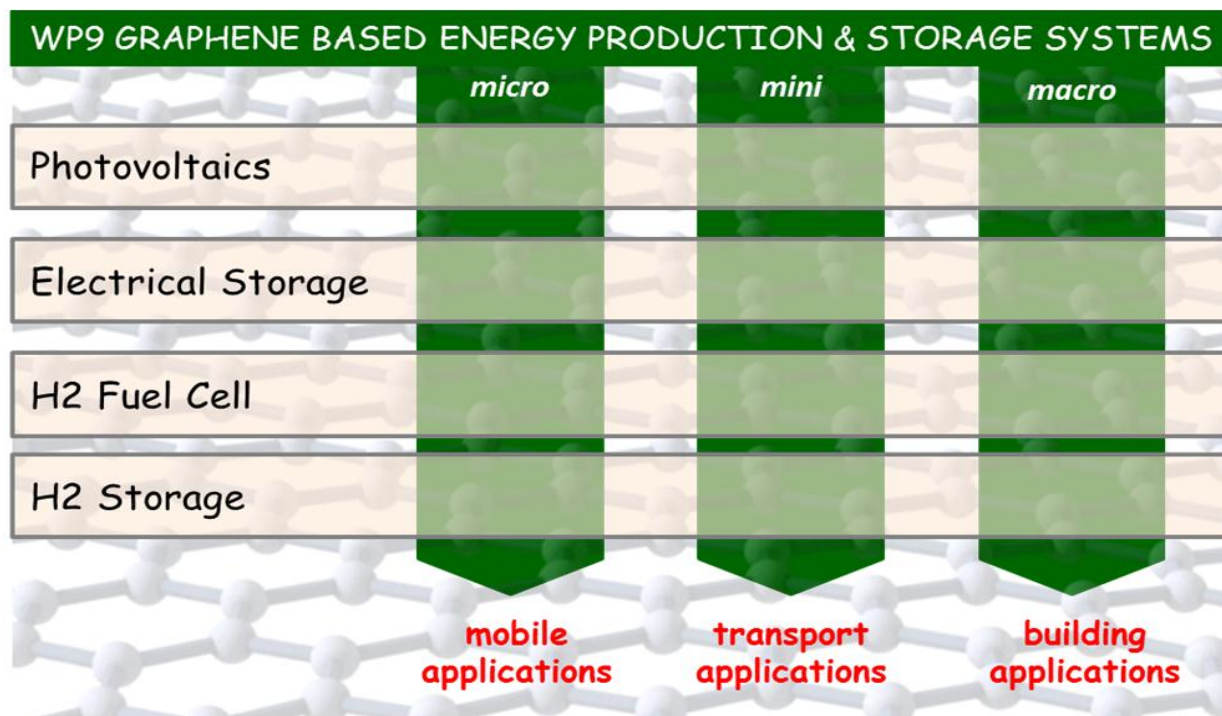 WP9 GRAPHENE BASED ENERGY PRODUCTION & STORAGE SYSTEMS
micro mini macro
Photovoltaics
Electrical Storage
H2 Fuel Cell
H2 Storage
mobile transport building
applications applications applications